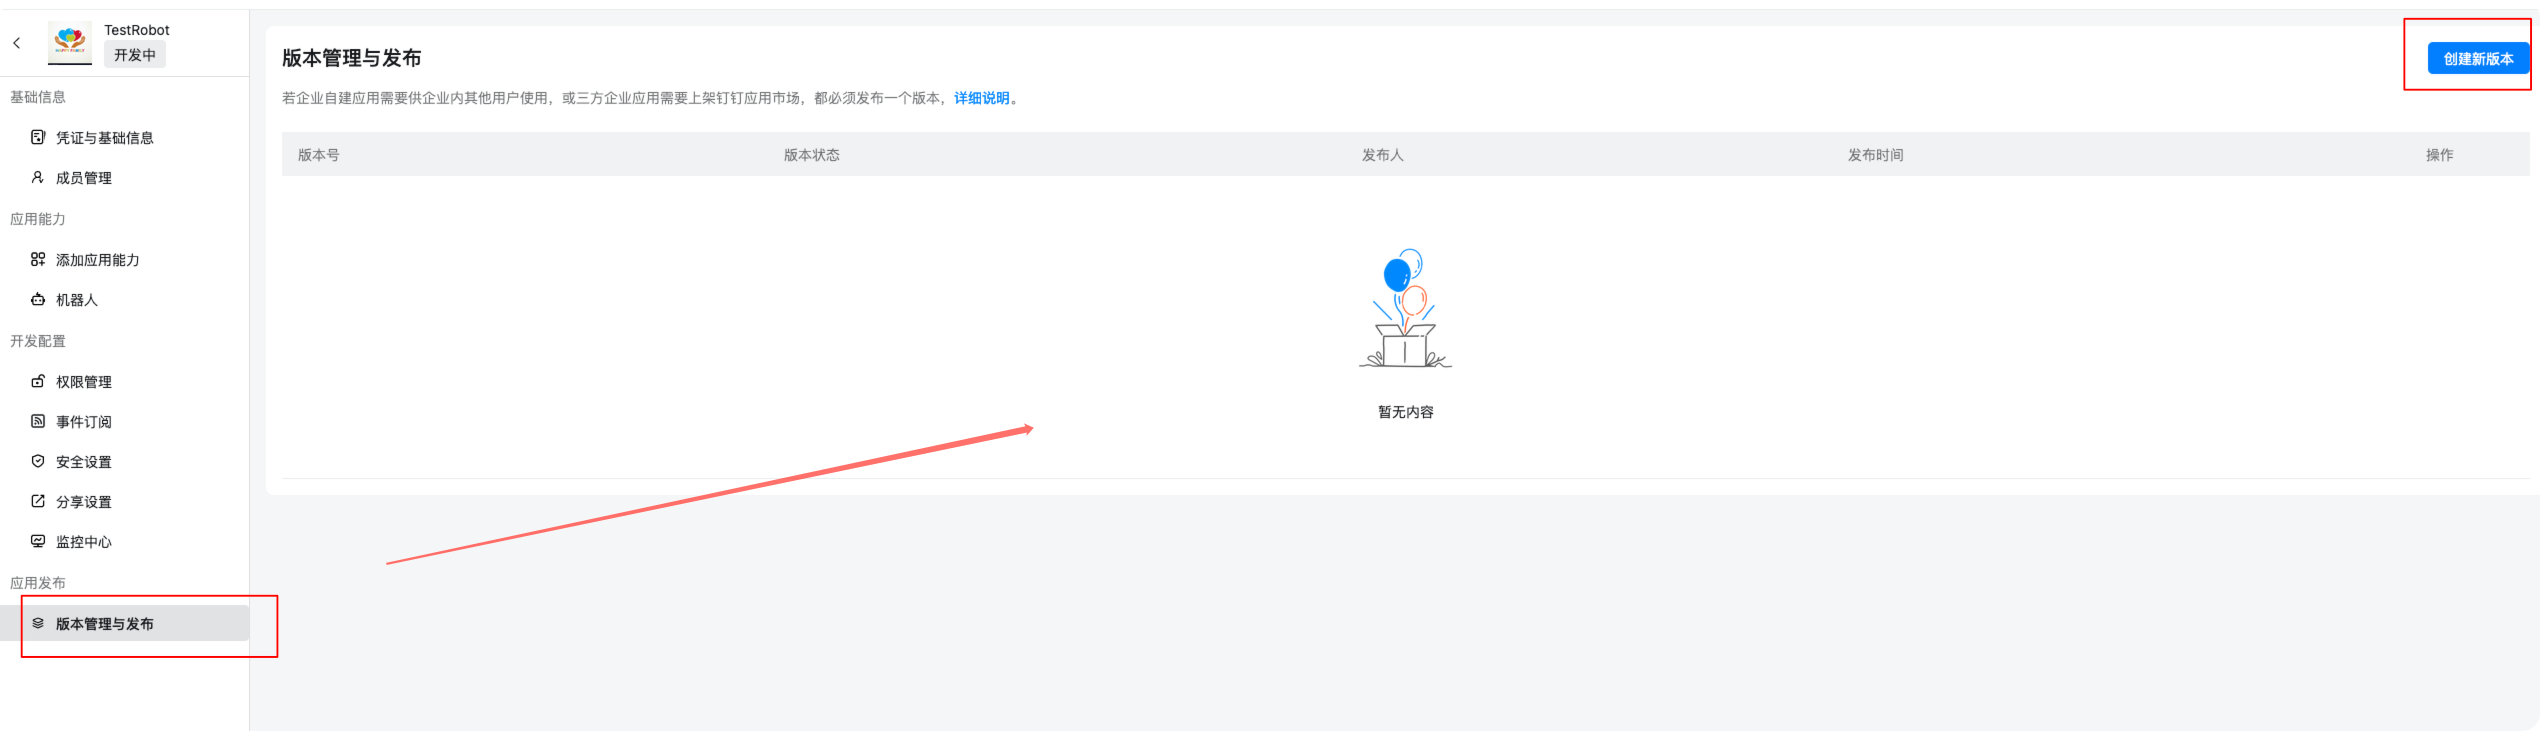 TestRobot
开发中
基础信息
凭证与基础信息
成员管理
应用能力
添加应用能力
机器人
开发配置
权限管理
事件订阅
安全设置
分享设置
监控中心
应用发布
版本管理与发布
版本管理与发布
创建新版本
若企业自建应用需要供企业内其他用户使用，或三方企业应用需要上架钉钉应用市场，都必须发布一个版本，详细说明。
版本号 版本状态 发布人 发布时间 操作
暂无内容